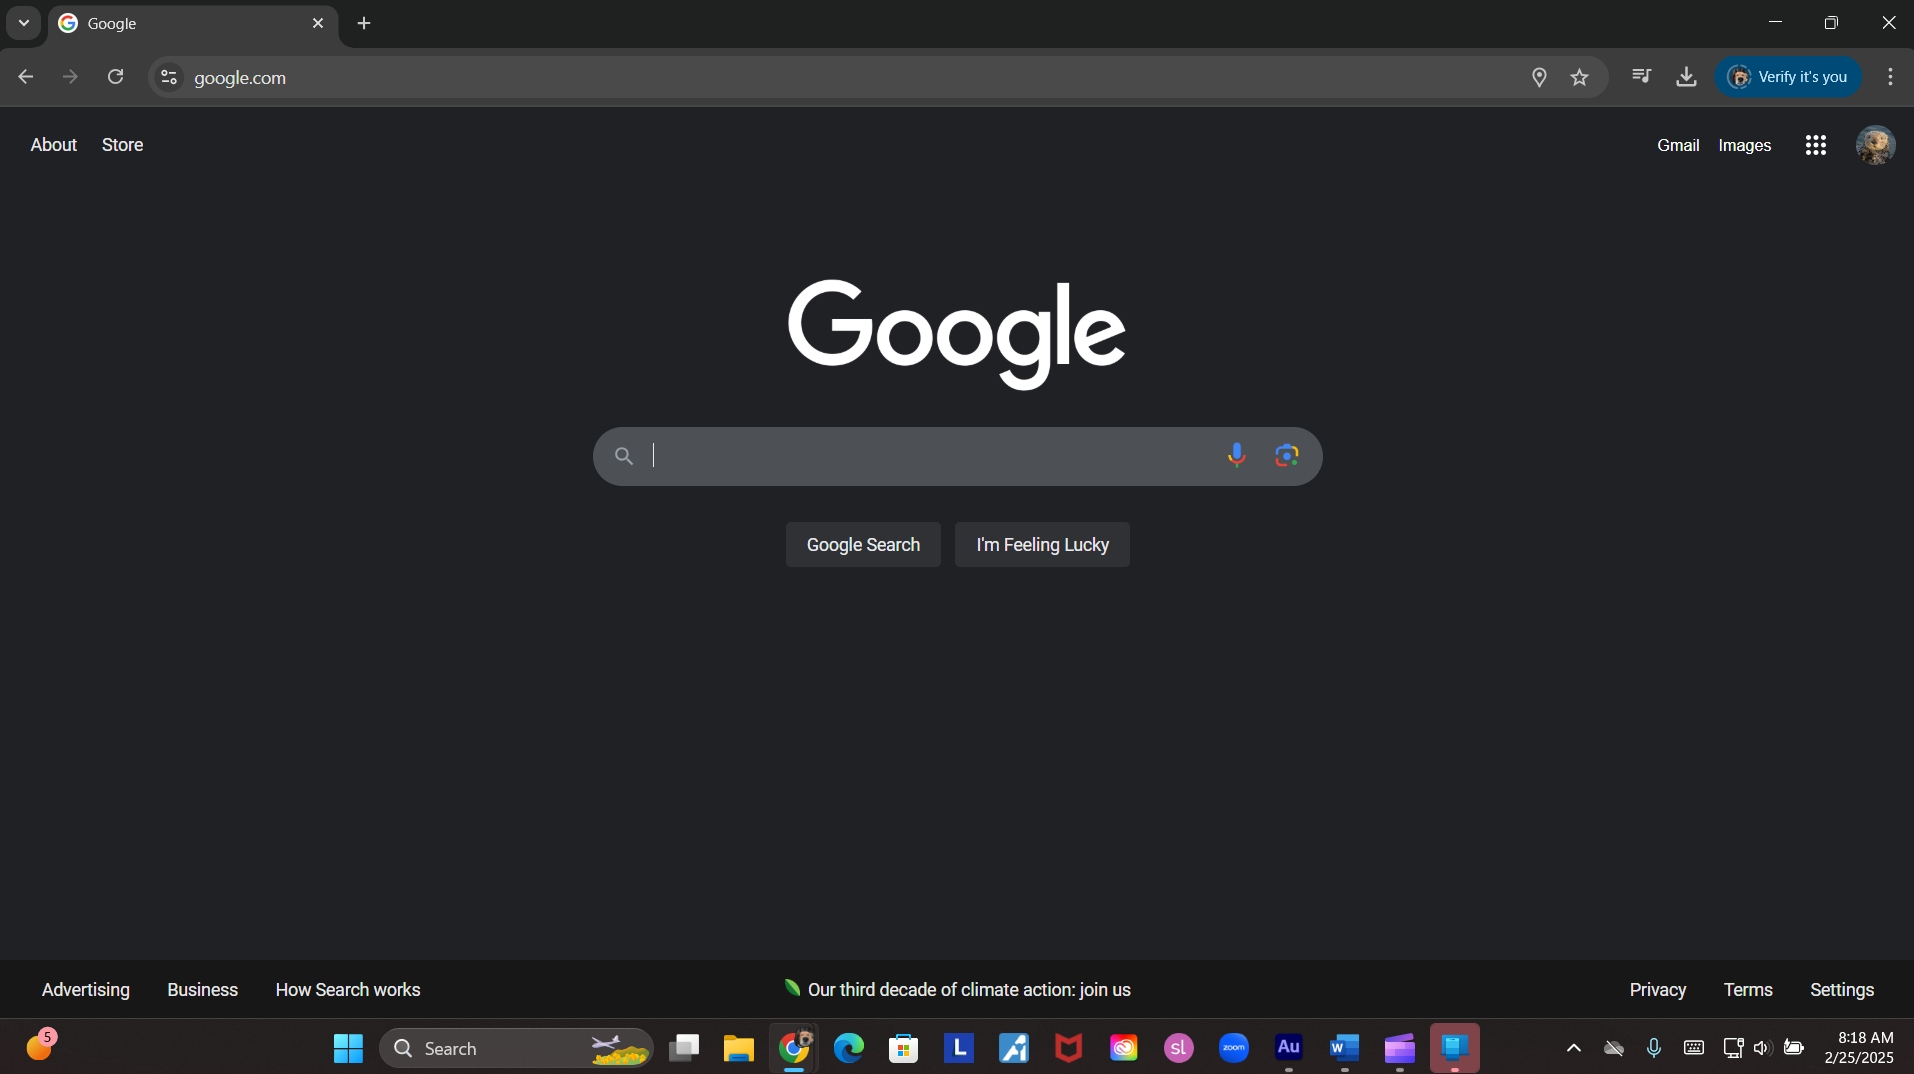 Google
google.com
Verify it's you
About Store
Gmail Images
Google
Google Search I'm Feeling Lucky
Advertising Business How Search works
Our third decade of climate action: join us
Privacy Terms Settings
5
Search
L
sl
zoom
Au
W
8:18 AM
2/25/2025